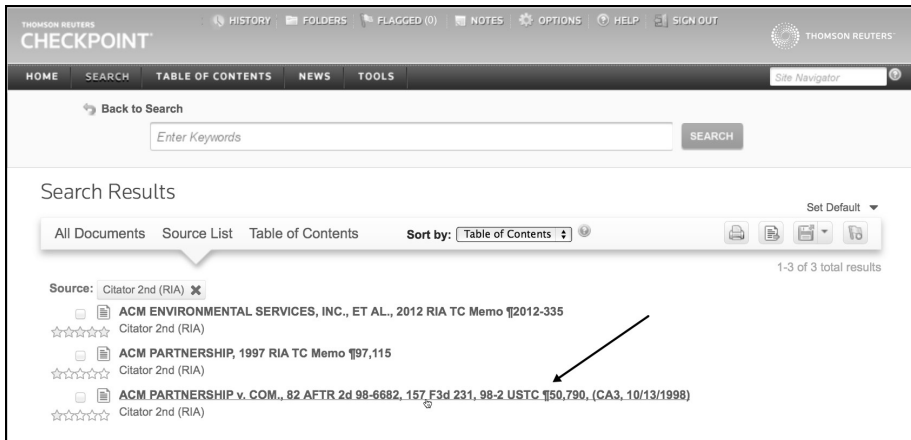 THOMSON REUTERS
CHECKPOINT™
HISTORY FOLDERS FLAGGED (0) NOTES OPTIONS ? HELP SIGN OUT
THOMSON REUTERS™
HOME SEARCH TABLE OF CONTENTS NEWS TOOLS Site Navigator ?
Back to Search
Enter Keywords SEARCH
Search Results
Set Default
All Documents Source List Table of Contents Sort by: Table of Contents
1-3 of 3 total results
Source: Citator 2nd (RIA) ✖
ACM ENVIRONMENTAL SERVICES, INC., ET AL., 2012 RIA TC Memo ¶2012-335
Citator 2nd (RIA)
ACM PARTNERSHIP, 1997 RIA TC Memo ¶97,115
Citator 2nd (RIA)
ACM PARTNERSHIP v. COM., 82 AFTR 2d 98-6682, 157 F3d 231, 98-2 USTC ¶50,790, (CA3, 10/13/1998)
Citator 2nd (RIA)